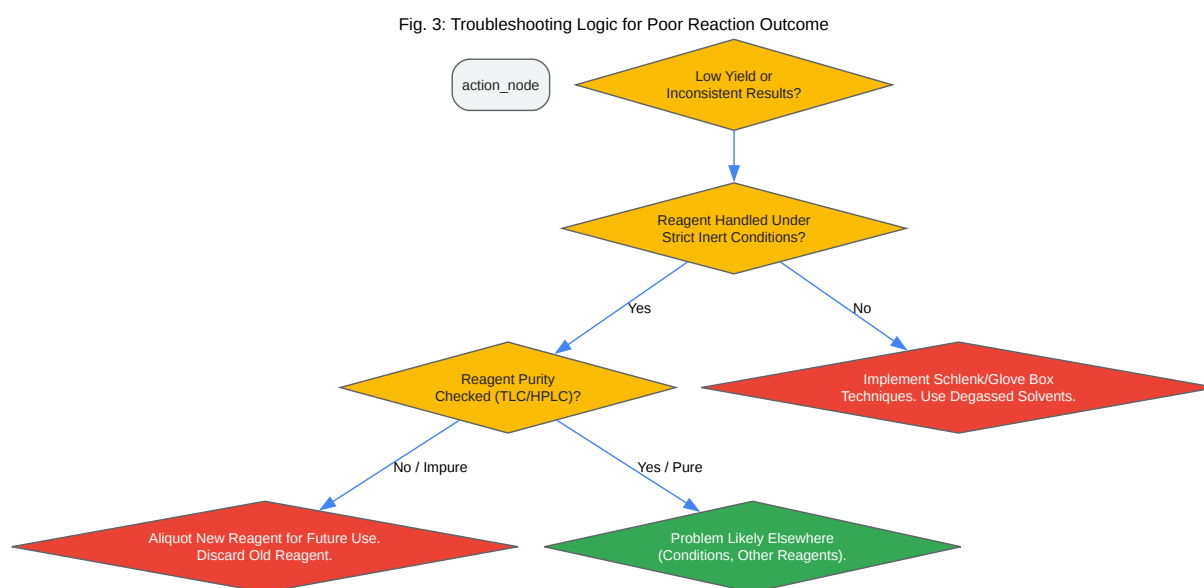 Fig. 3: Troubleshooting Logic for Poor Reaction Outcome
action_node
Low Yield or
Inconsistent Results?
Reagent Handled Under
Strict Inert Conditions?
Yes
No
Reagent Purity
Checked (TLC/HPLC)?
Implement Schlenk/Glove Box
Techniques. Use Degassed Solvents.
No / Impure
Yes / Pure
Aliquot New Reagent for Future Use.
Discard Old Reagent.
Problem Likely Elsewhere
(Conditions, Other Reagents).